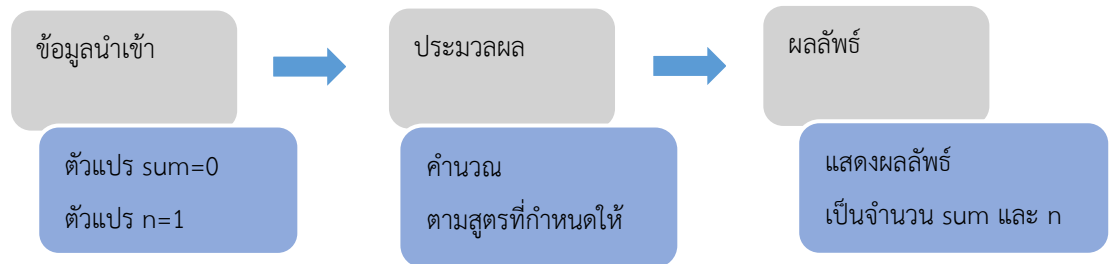 ข้อมูลนำเข้า
ตัวแปร sum=0
ตัวแปร n=1
ประมวลผล
คำนวณ
ตามสูตรที่กำหนดให้
ผลลัพธ์
แสดงผลลัพธ์
เป็นจำนวน sum และ n